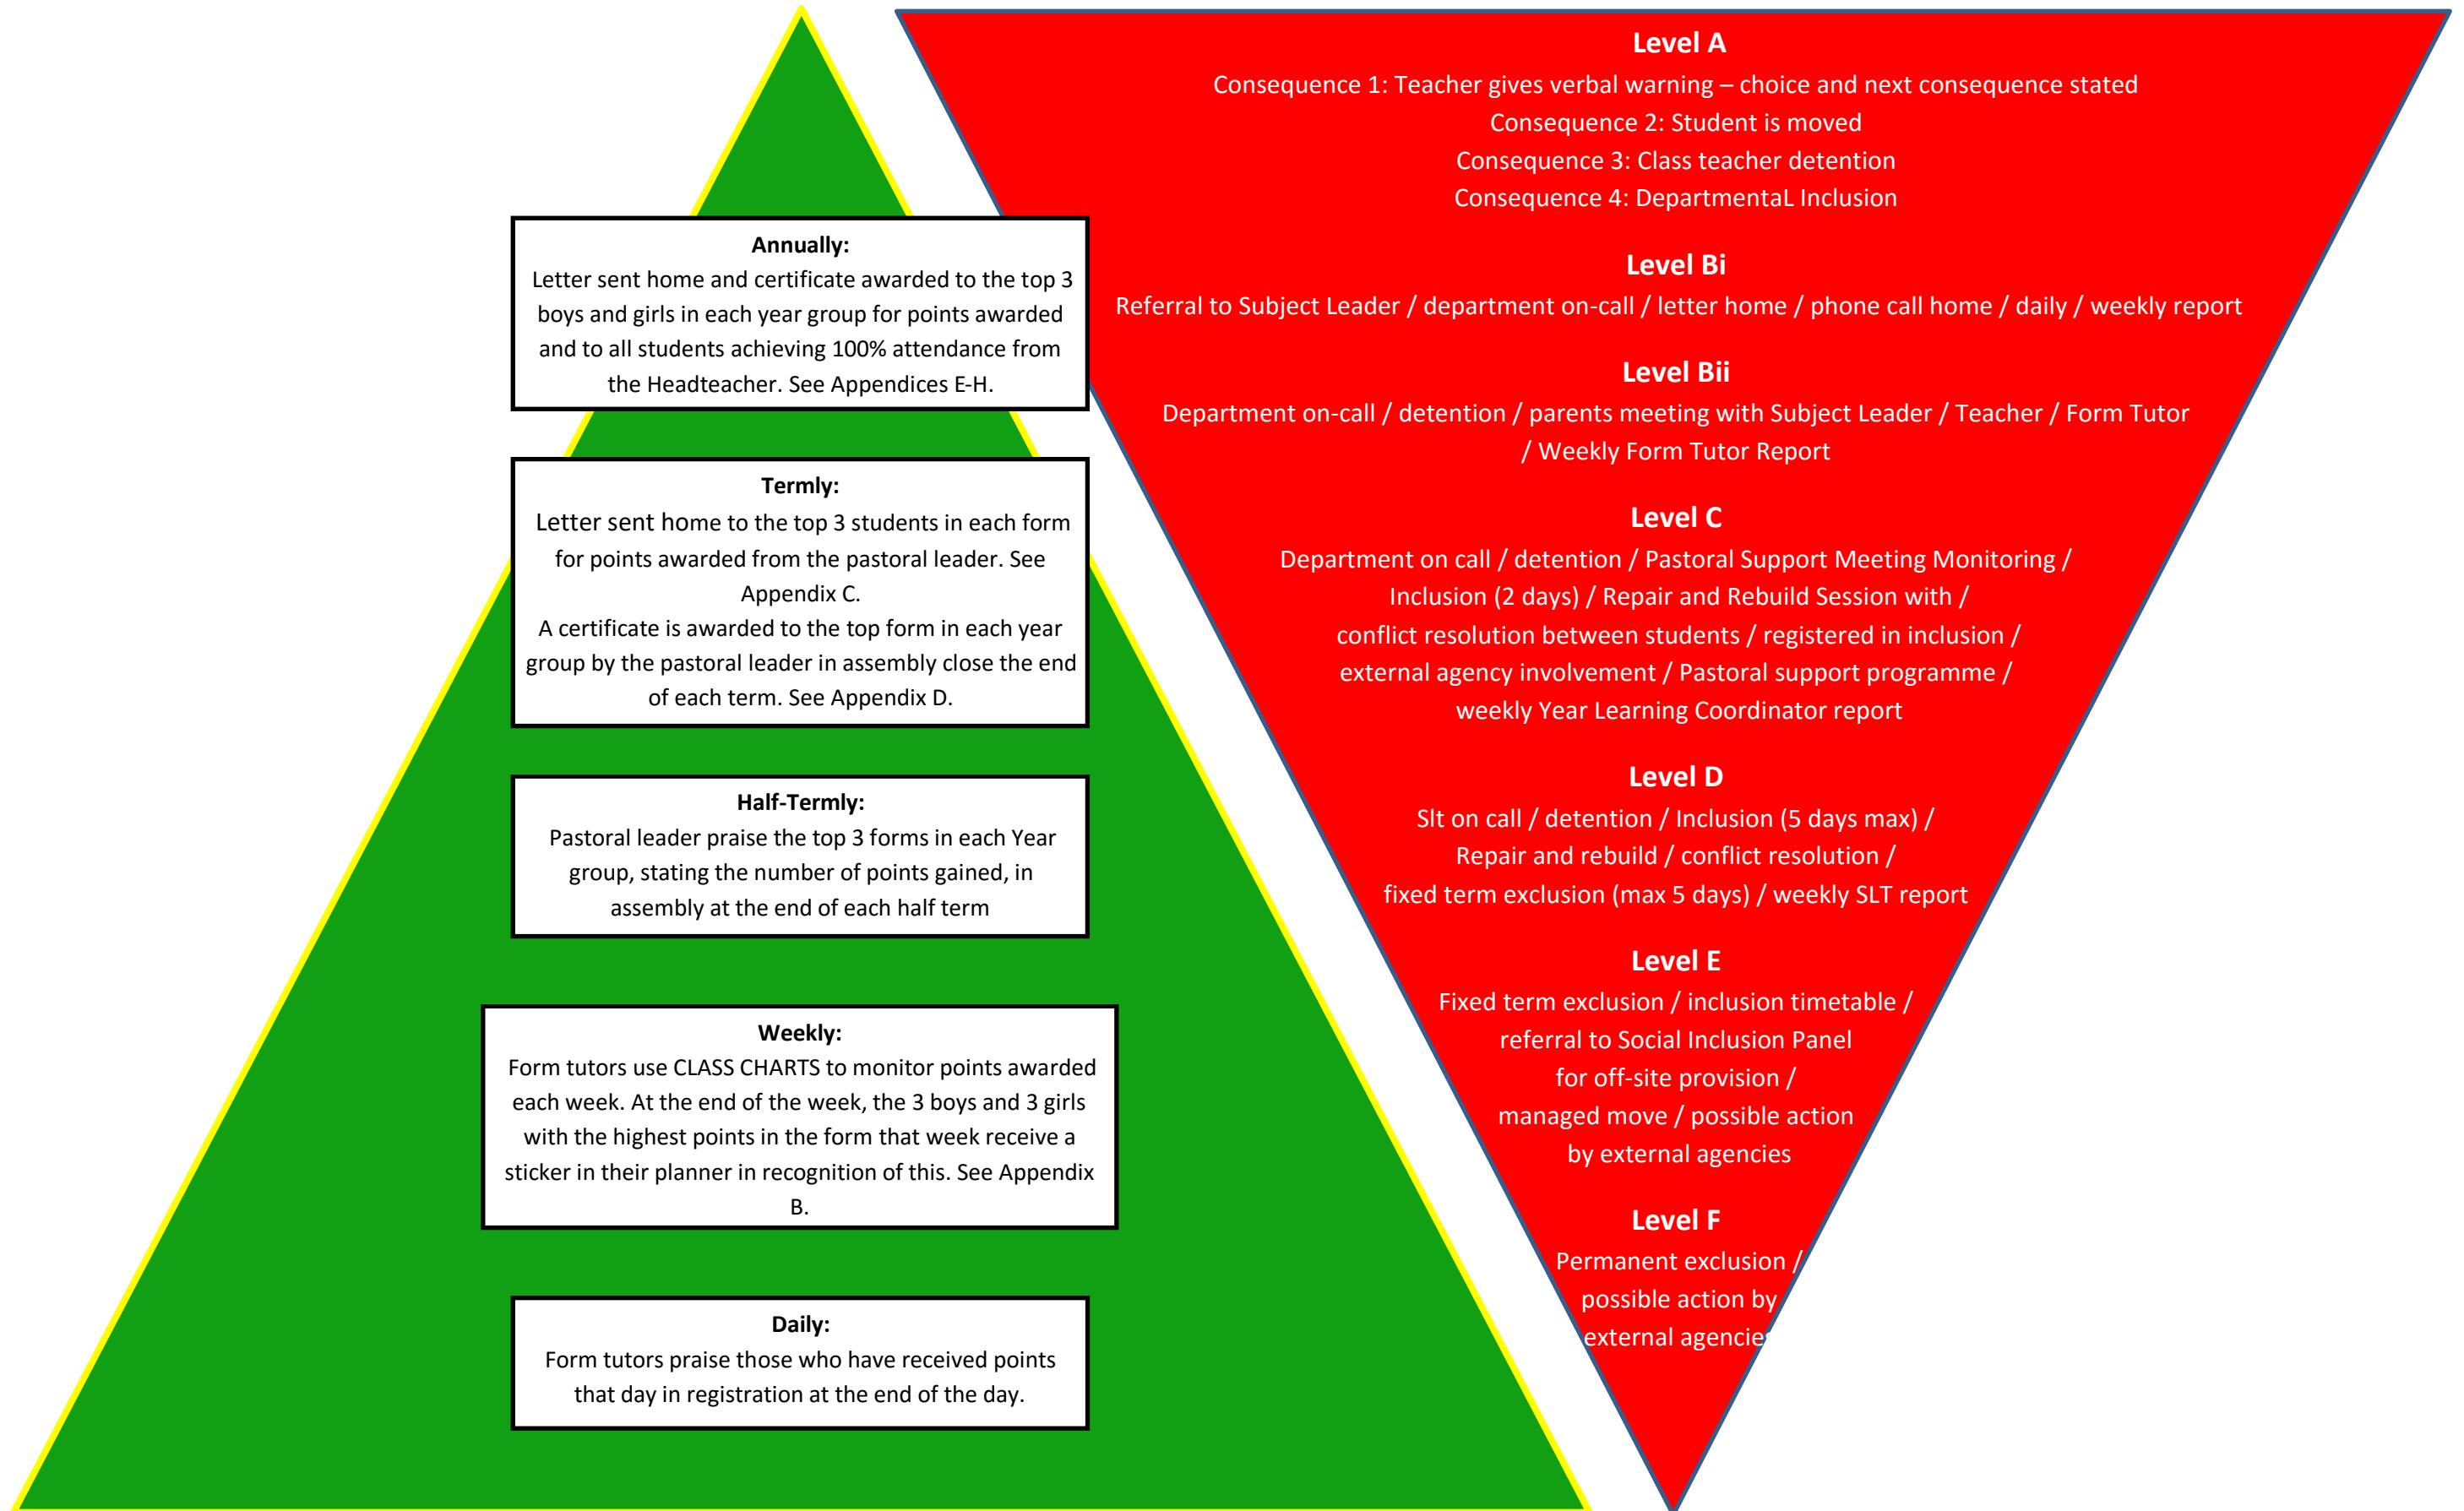 Annually:
Letter sent home and certificate awarded to the top 3
boys and girls in each year group for points awarded
and to all students achieving 100% attendance from
the Headteacher. See Appendices E-H.
Termly:
Letter sent home to the top 3 students in each form
for points awarded from the pastoral leader. See
Appendix C.
A certificate is awarded to the top form in each year
group by the pastoral leader in assembly close the end
of each term. See Appendix D.
Half-Termly:
Pastoral leader praise the top 3 forms in each Year
group, stating the number of points gained, in
assembly at the end of each half term
Weekly:
Form tutors use CLASS CHARTS to monitor points awarded
each week. At the end of the week, the 3 boys and 3 girls
with the highest points in the form that week receive a
sticker in their planner in recognition of this. See Appendix
B.
Daily:
Form tutors praise those who have received points
that day in registration at the end of the day.
Level A
Consequence 1: Teacher gives verbal warning – choice and next consequence stated
Consequence 2: Student is moved
Consequence 3: Class teacher detention
Consequence 4: DepartmentaL Inclusion
Level Bi
Referral to Subject Leader / department on-call / letter home / phone call home / daily / weekly report
Level Bii
Department on-call / detention / parents meeting with Subject Leader / Teacher / Form Tutor
/ Weekly Form Tutor Report
Level C
Department on call / detention / Pastoral Support Meeting Monitoring /
Inclusion (2 days) / Repair and Rebuild Session with /
conflict resolution between students / registered in inclusion /
external agency involvement / Pastoral support programme /
weekly Year Learning Coordinator report
Level D
Slt on call / detention / Inclusion (5 days max) /
Repair and rebuild / conflict resolution /
fixed term exclusion (max 5 days) / weekly SLT report
Level E
Fixed term exclusion / inclusion timetable /
referral to Social Inclusion Panel
for off-site provision /
managed move / possible action
by external agencies
Level F
Permanent exclusion /
possible action by
external agencies